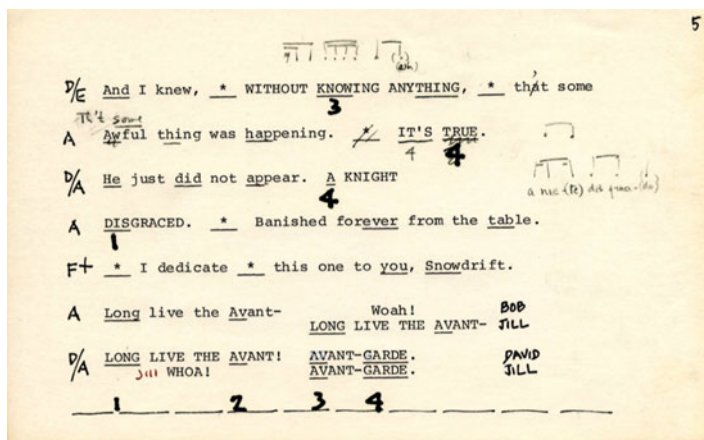 5
D/E And I knew, * WITHOUT KNOWING ANYTHING, * that some
3
Th't some
A Awful thing was happening. * IT'S TRUE.
4 4
D/A He just did not appear. A KNIGHT
4
A DISGRACED. * Banished forever from the table.
1
F+ * I dedicate * this one to you, Snowdrift.
A Long live the Avant- Woah! BOB
LONG LIVE THE AVANT- JILL
D/A LONG LIVE THE AVANT! AVANT-GARDE. DAVID
Jill WHOA! AVANT-GARDE. JILL
1 2 3 4